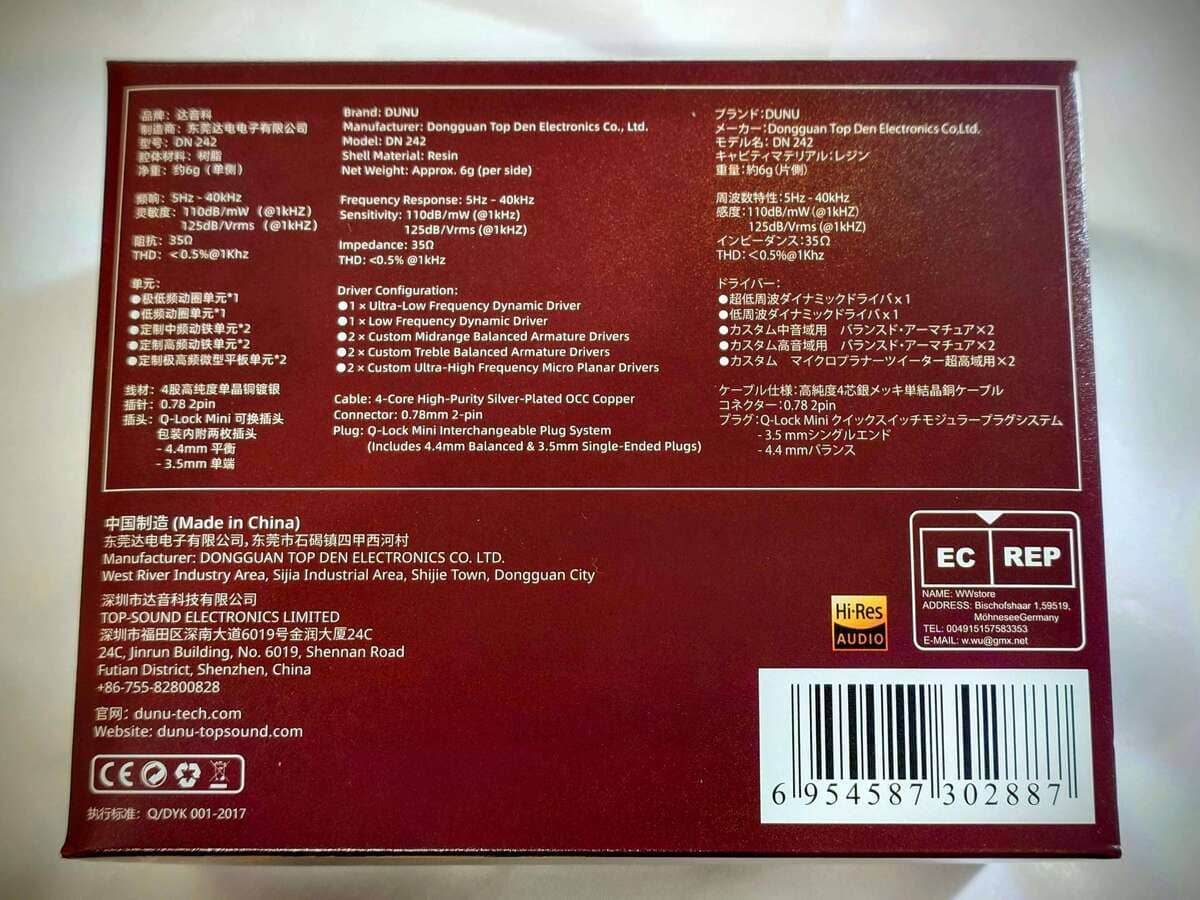 品牌：达音科
制造商：东莞达电电子有限公司
型号：DN 242
腔体材料：树脂
净重：约6g（单侧）
频响：5Hz - 40kHz
灵敏度：110dB/mW （@1kHZ）
125dB/Vrms （@1kHZ）
阻抗：35Ω
THD：＜0.5%@1Khz
单元：
●极低频动圈单元*1
●低频动圈单元*1
●定制中频动铁单元*2
●定制高频动铁单元*2
●定制极高频微型平板单元*2
线材：4股高纯度单晶铜镀银
插针：0.78 2pin
插头：Q-Lock Mini 可换插头
包装内附两枚插头
- 4.4mm 平衡
- 3.5mm 单端
Brand: DUNU
Manufacturer: Dongguan Top Den Electronics Co., Ltd.
Model: DN 242
Shell Material: Resin
Net Weight: Approx. 6g (per side)
Frequency Response: 5Hz - 40kHz
Sensitivity: 110dB/mW (@1kHz)
125dB/Vrms (@1kHz)
Impedance: 35Ω
THD: <0.5% @1kHz
Driver Configuration:
●1 × Ultra-Low Frequency Dynamic Driver
●1 × Low Frequency Dynamic Driver
●2 × Custom Midrange Balanced Armature Drivers
●2 × Custom Treble Balanced Armature Drivers
●2 × Custom Ultra-High Frequency Micro Planar Drivers
Cable: 4-Core High-Purity Silver-Plated OCC Copper
Connector: 0.78mm 2-pin
Plug: Q-Lock Mini Interchangeable Plug System
(Includes 4.4mm Balanced & 3.5mm Single-Ended Plugs)
ブランド：DUNU
メーカー：Dongguan Top Den Electronics Co,Ltd.
モデル名：DN 242
キャビティマテリアル：レジン
重量：約6g（片側）
周波数特性：5Hz - 40kHz
感度：110dB/mW（@1kHZ）
125dB/Vrms（@1kHZ）
インピーダンス：35Ω
THD：＜0.5%@1Khz
ドライバー：
●超低周波ダイナミックドライバ x 1
●低周波ダイナミックドライバ x 1
●カスタム中音域用　バランスド・アーマチュア×2
●カスタム高音域用　バランスド・アーマチュア×2
●カスタム　マイクロプラナーツイーター超高域用×2
ケーブル仕様：高純度4芯銀メッキ単結晶銅ケーブル
コネクター：0.78 2pin
プラグ：Q-Lock Mini クイックスイッチモジュラープラグシステム
- 3.5 mmシングルエンド
- 4.4 mmバランス
中国制造 (Made in China)
东莞达电电子有限公司，东莞市石碣镇四甲西河村
Manufacturer: DONGGUAN TOP DEN ELECTRONICS CO. LTD.
West River Industry Area, Sijia Industrial Area, Shijie Town, Dongguan City
深圳市达音科技有限公司
TOP-SOUND ELECTRONICS LIMITED
深圳市福田区深南大道6019号金润大厦24C
24C, Jinrun Building, No. 6019, Shennan Road
Futian District, Shenzhen, China
+86-755-82800828
官网：dunu-tech.com
Website: dunu-topsound.com
CE
执行标准：Q/DYK 001-2017
Hi-Res
AUDIO
EC REP
NAME: WWstore
ADDRESS: Bischofshaar 1,59519,
MöhneseeGermany
TEL: 004915157583353
E-MAIL: w.wu@gmx.net
6 954587 302887